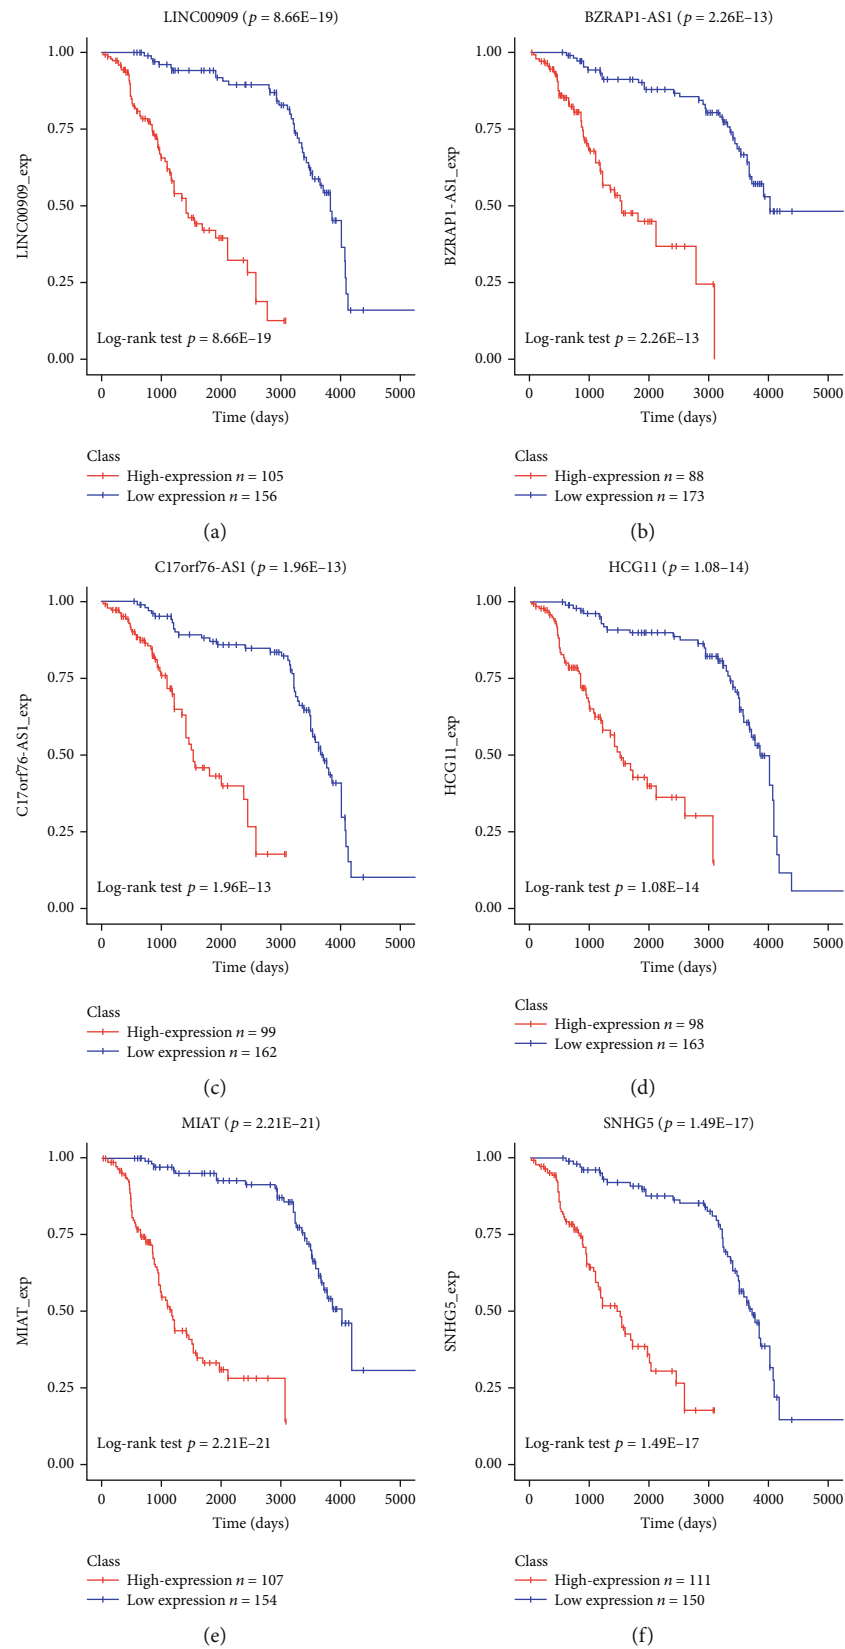 LINC00909 (p = 8.66E–19)
1.00
0.75
0.50
0.25
0.00
LINC00909_exp
Log-rank test p = 8.66E–19
0 1000 2000 3000 4000 5000
Time (days)
Class
High-expression n = 105
Low expression n = 156
(a)
BZRAP1-AS1 (p = 2.26E–13)
1.00
0.75
0.50
0.25
0.00
BZRAP1-AS1_exp
Log-rank test p = 2.26E–13
0 1000 2000 3000 4000 5000
Time (days)
Class
High-expression n = 88
Low expression n = 173
(b)
C17orf76-AS1 (p = 1.96E–13)
1.00
0.75
0.50
0.25
0.00
C17orf76-AS1_exp
Log-rank test p = 1.96E–13
0 1000 2000 3000 4000 5000
Time (days)
Class
High-expression n = 99
Low expression n = 162
(c)
HCG11 (p = 1.08–14)
1.00
0.75
0.50
0.25
0.00
HCG11_exp
Log-rank test p = 1.08E–14
0 1000 2000 3000 4000 5000
Time (days)
Class
High-expression n = 98
Low expression n = 163
(d)
MIAT (p = 2.21E–21)
1.00
0.75
0.50
0.25
0.00
MIAT_exp
Log-rank test p = 2.21E–21
0 1000 2000 3000 4000 5000
Time (days)
Class
High-expression n = 107
Low expression n = 154
(e)
SNHG5 (p = 1.49E–17)
1.00
0.75
0.50
0.25
0.00
SNHG5_exp
Log-rank test p = 1.49E–17
0 1000 2000 3000 4000 5000
Time (days)
Class
High-expression n = 111
Low expression n = 150
(f)